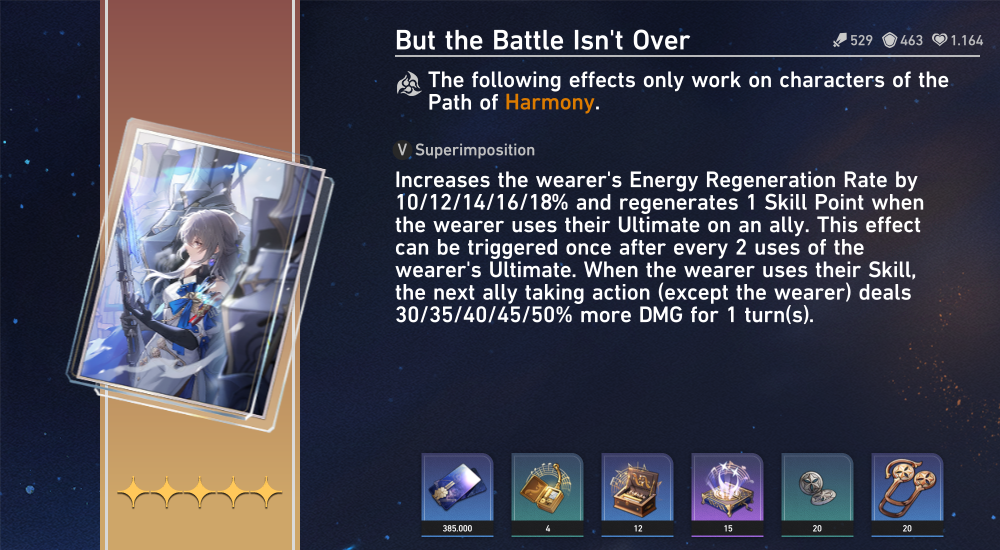 But the Battle Isn't Over
529 463 1.164
The following effects only work on characters of the
Path of Harmony.
V Superimposition
Increases the wearer's Energy Regeneration Rate by
10/12/14/16/18% and regenerates 1 Skill Point when
the wearer uses their Ultimate on an ally. This effect
can be triggered once after every 2 uses of the
wearer's Ultimate. When the wearer uses their Skill,
the next ally taking action (except the wearer) deals
30/35/40/45/50% more DMG for 1 turn(s).
385.000 4 12 15 20 20